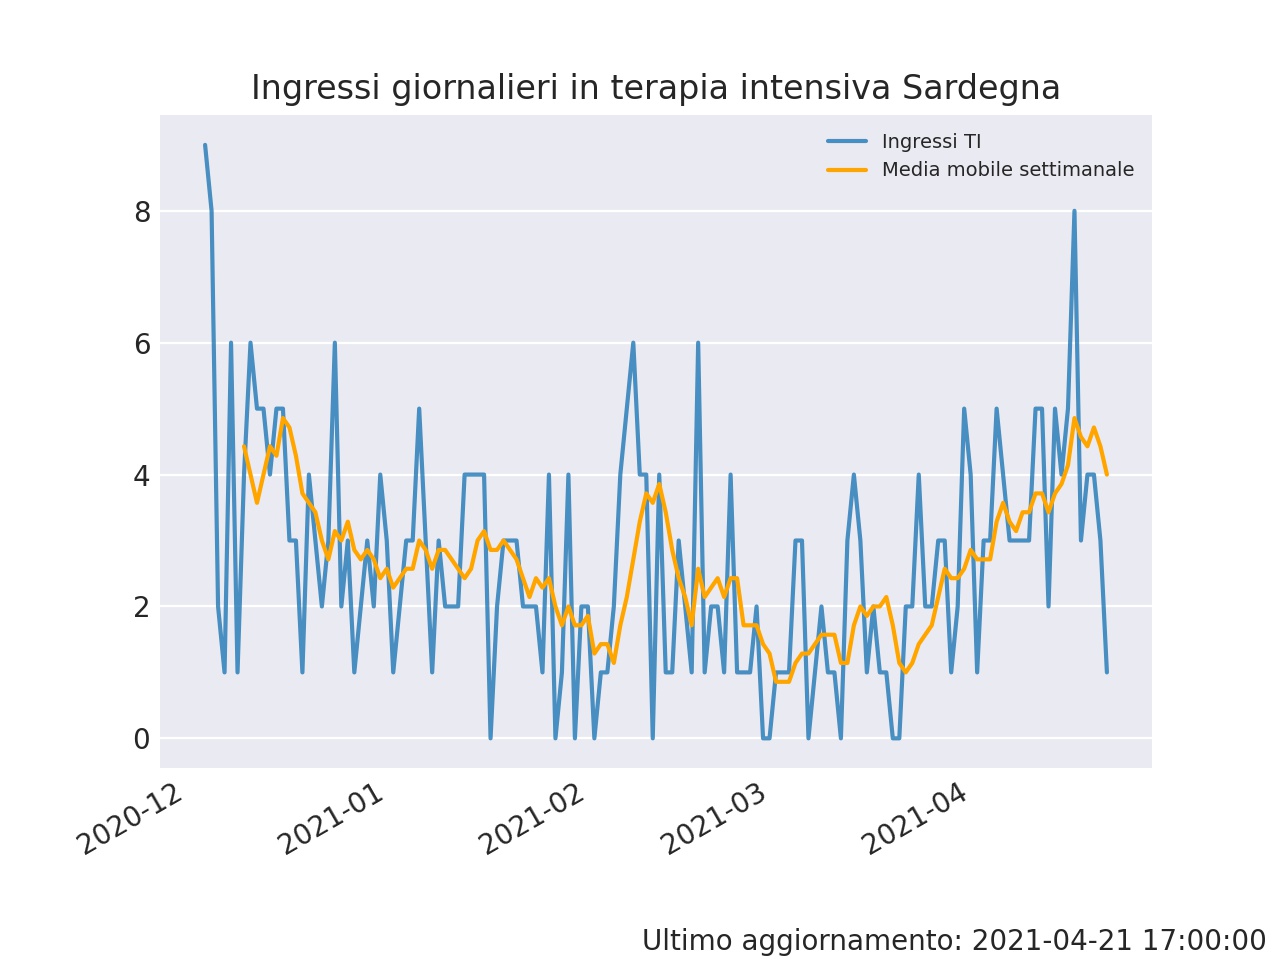 Ingressi giornalieri in terapia intensiva Sardegna
Ingressi TI
Media mobile settimanale
8
6
4
2
0
2020-12
2021-01
2021-02
2021-03
2021-04
Ultimo aggiornamento: 2021-04-21 17:00:00